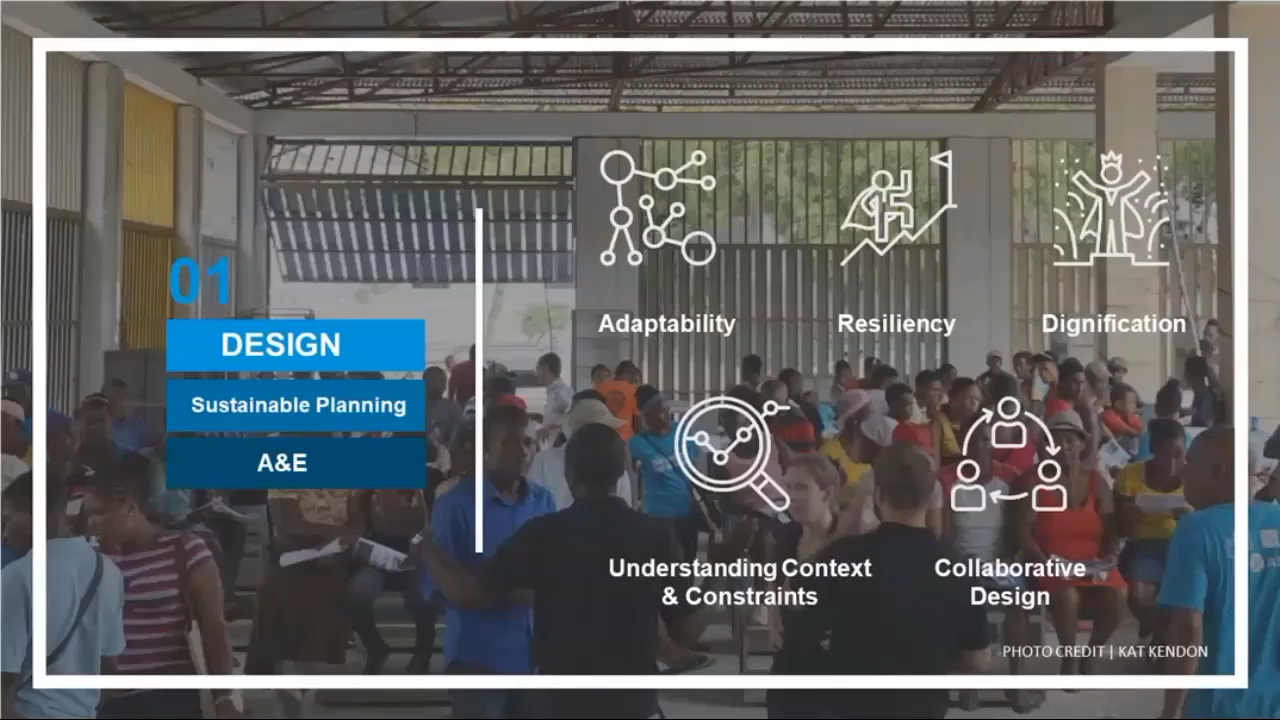 01
DESIGN
Sustainable Planning
A&E
Adaptability
Resiliency
Dignification
Understanding Context
& Constraints
Collaborative
Design
PHOTO CREDIT | KAT KENDON